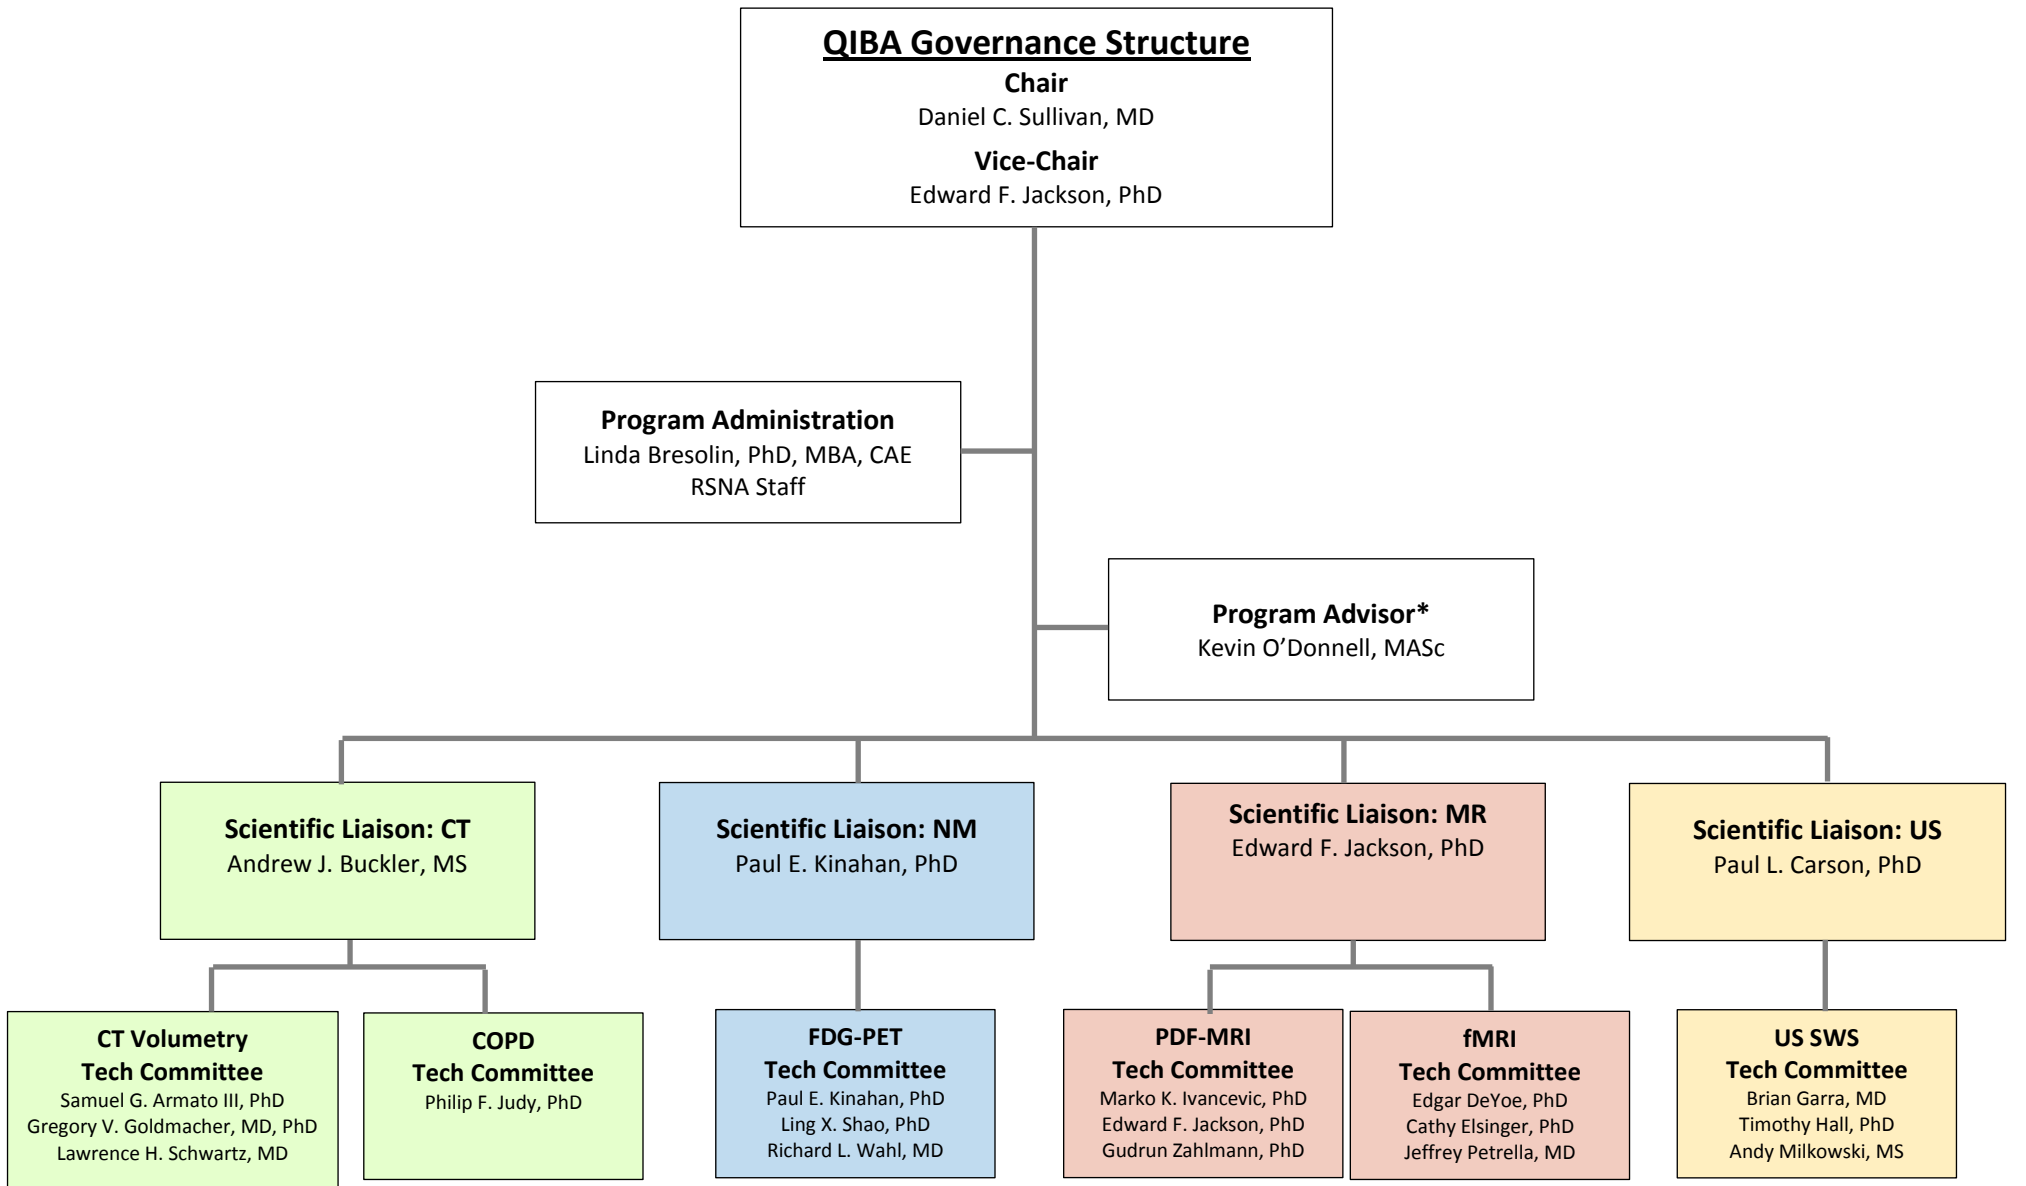 QIBA Governance Structure
Chair
Daniel C. Sullivan, MD
Vice-Chair
Edward F. Jackson, PhD
Program Administration
Linda Bresolin, PhD, MBA, CAE
RSNA Staff
Program Advisor*
Kevin O’Donnell, MASc
Scientific Liaison: CT
Andrew J. Buckler, MS
Scientific Liaison: NM
Paul E. Kinahan, PhD
Scientific Liaison: MR
Edward F. Jackson, PhD
Scientific Liaison: US
Paul L. Carson, PhD
CT Volumetry
Tech Committee
Samuel G. Armato III, PhD
Gregory V. Goldmacher, MD, PhD
Lawrence H. Schwartz, MD
COPD
Tech Committee
Philip F. Judy, PhD
FDG-PET
Tech Committee
Paul E. Kinahan, PhD
Ling X. Shao, PhD
Richard L. Wahl, MD
PDF-MRI
Tech Committee
Marko K. Ivancevic, PhD
Edward F. Jackson, PhD
Gudrun Zahlmann, PhD
fMRI
Tech Committee
Edgar DeYoe, PhD
Cathy Elsinger, PhD
Jeffrey Petrella, MD
US SWS
Tech Committee
Brian Garra, MD
Timothy Hall, PhD
Andy Milkowski, MS